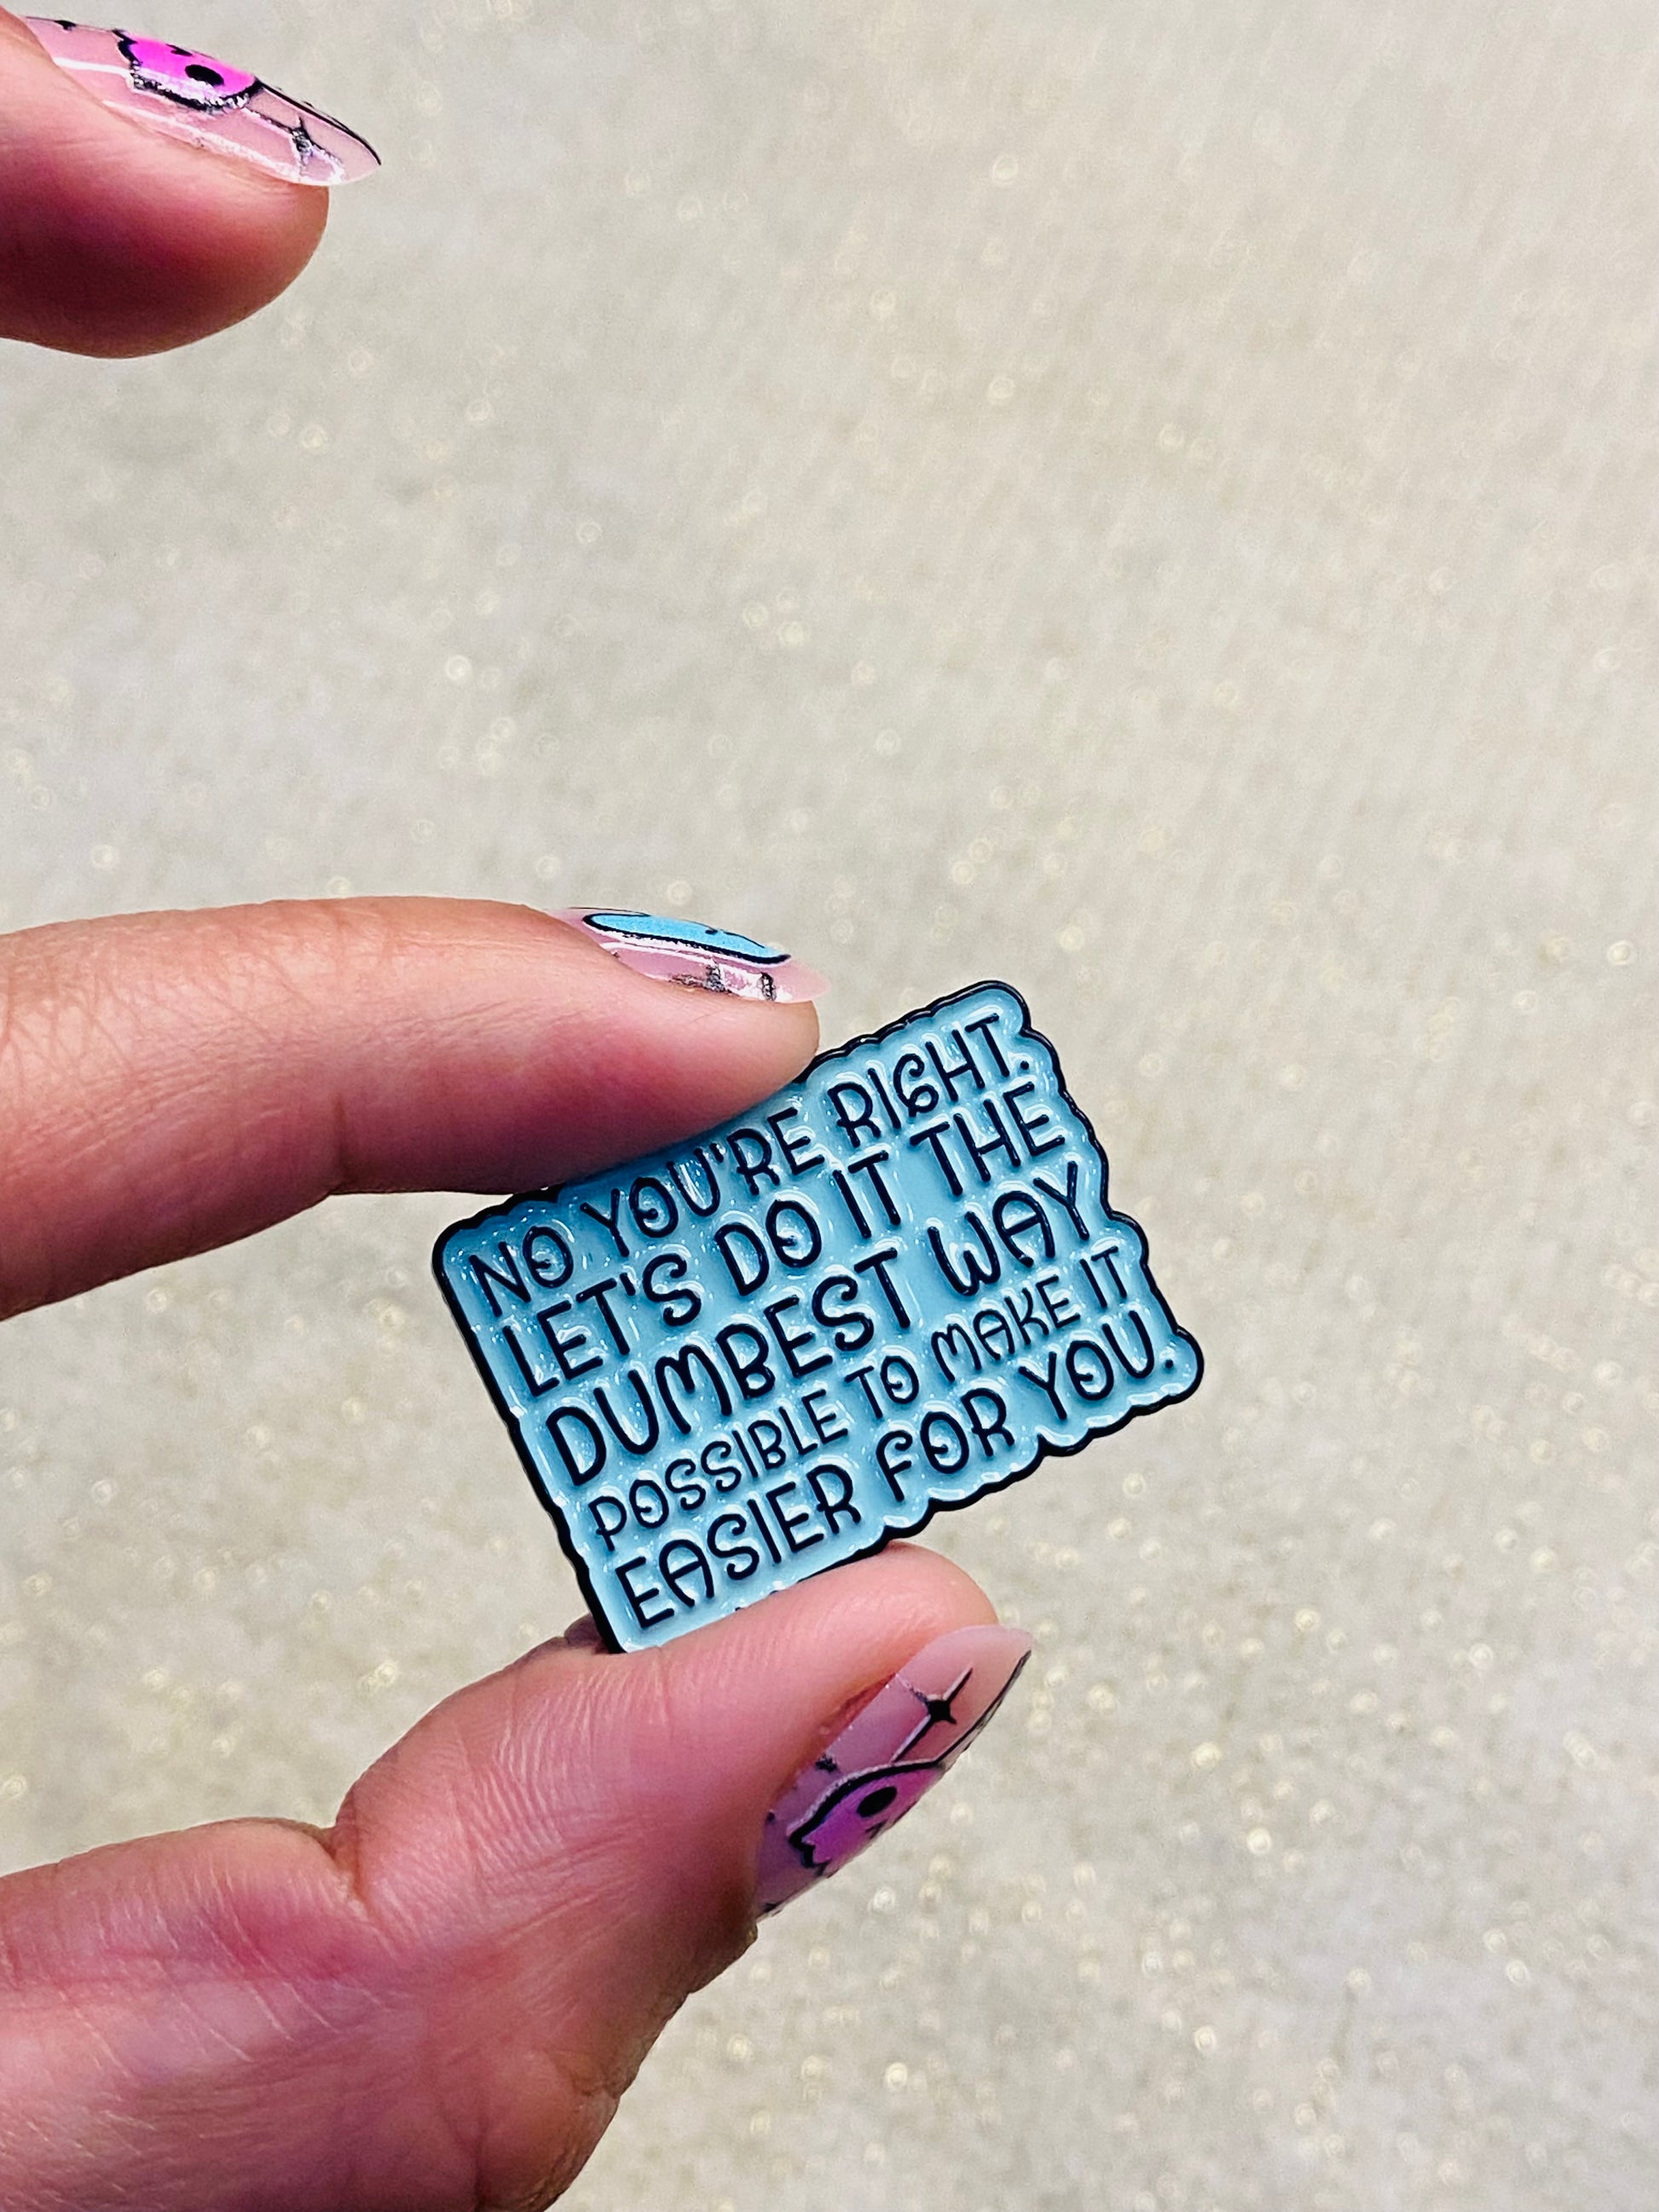 NO YOU'RE RIGHT.
LET'S DO IT THE
DUMBEST WAY
POSSIBLE TO MAKE IT
EASIER FOR YOU.